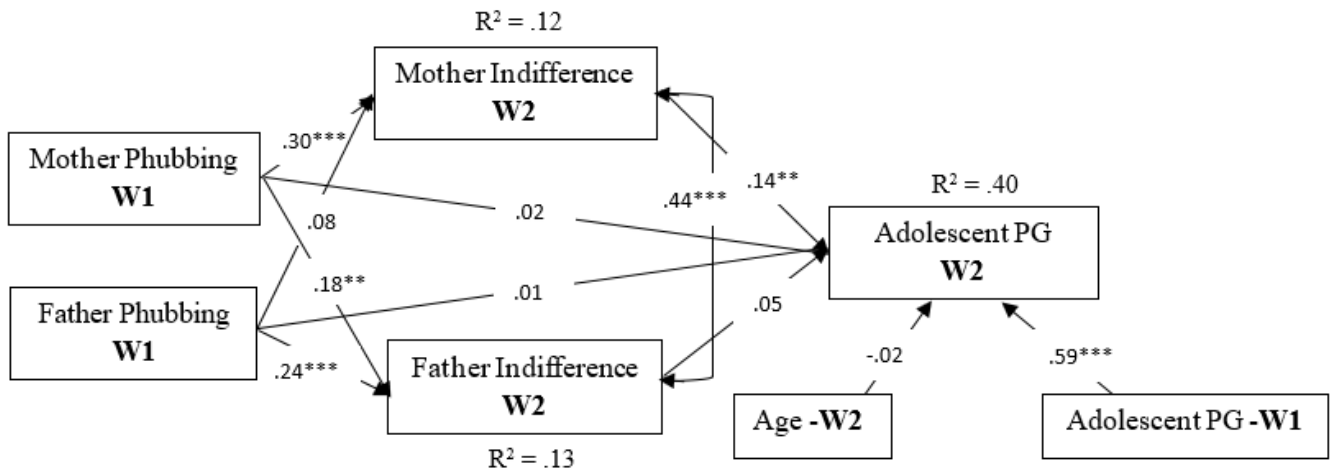 R² = .12
Mother Indifference
W2
.30***
Mother Phubbing
W1
.08
.02
.44***
.14**
R² = .40
Adolescent PG
W2
.18**
.01
.05
Father Phubbing
W1
.24***
Father Indifference
W2
-.02
.59***
Age -W2
Adolescent PG -W1
R² = .13